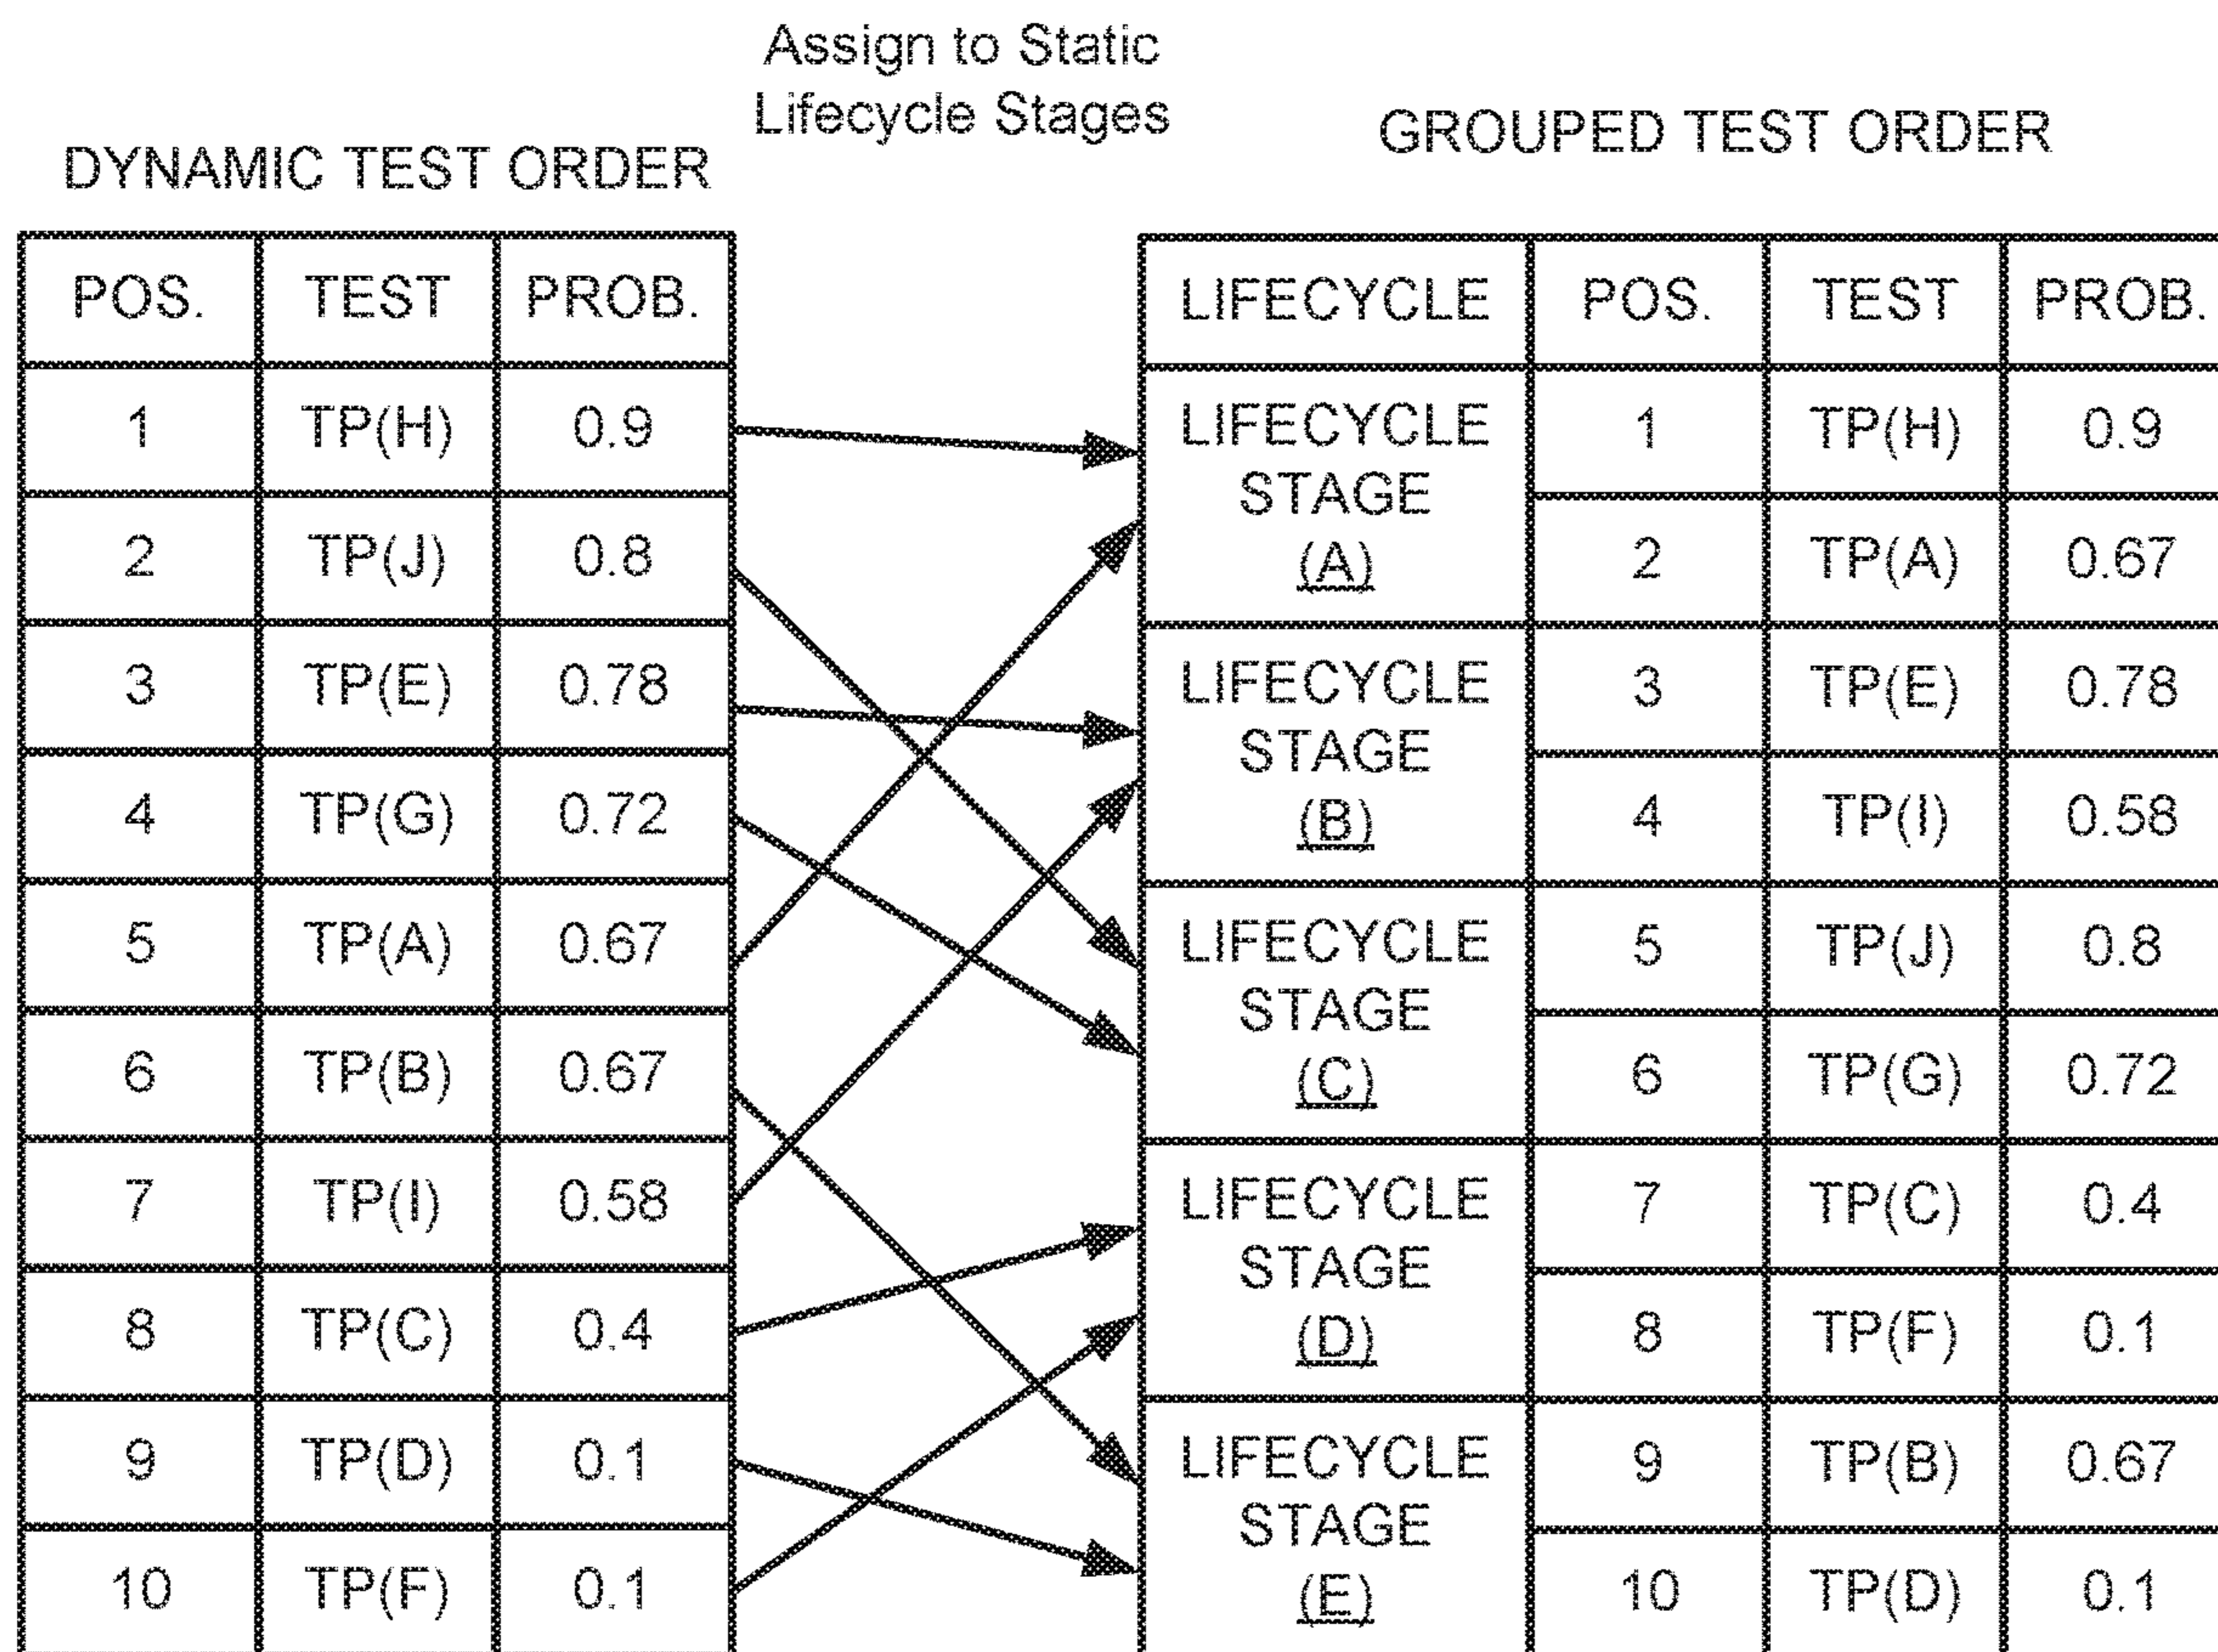 Assign to Static
Lifecycle Stages
DYNAMIC TEST ORDER
GROUPED TEST ORDER
POS. TEST PROB.
1 TP(H) 0.9
2 TP(J) 0.8
3 TP(E) 0.78
4 TP(G) 0.72
5 TP(A) 0.67
6 TP(B) 0.67
7 TP(I) 0.58
8 TP(C) 0.4
9 TP(D) 0.1
10 TP(F) 0.1
LIFECYCLE POS. TEST PROB.
LIFECYCLE
STAGE
(A)
1 TP(H) 0.9
2 TP(A) 0.67
LIFECYCLE
STAGE
(B)
3 TP(E) 0.78
4 TP(I) 0.58
LIFECYCLE
STAGE
(C)
5 TP(J) 0.8
6 TP(G) 0.72
LIFECYCLE
STAGE
(D)
7 TP(C) 0.4
8 TP(F) 0.1
LIFECYCLE
STAGE
(E)
9 TP(B) 0.67
10 TP(D) 0.1